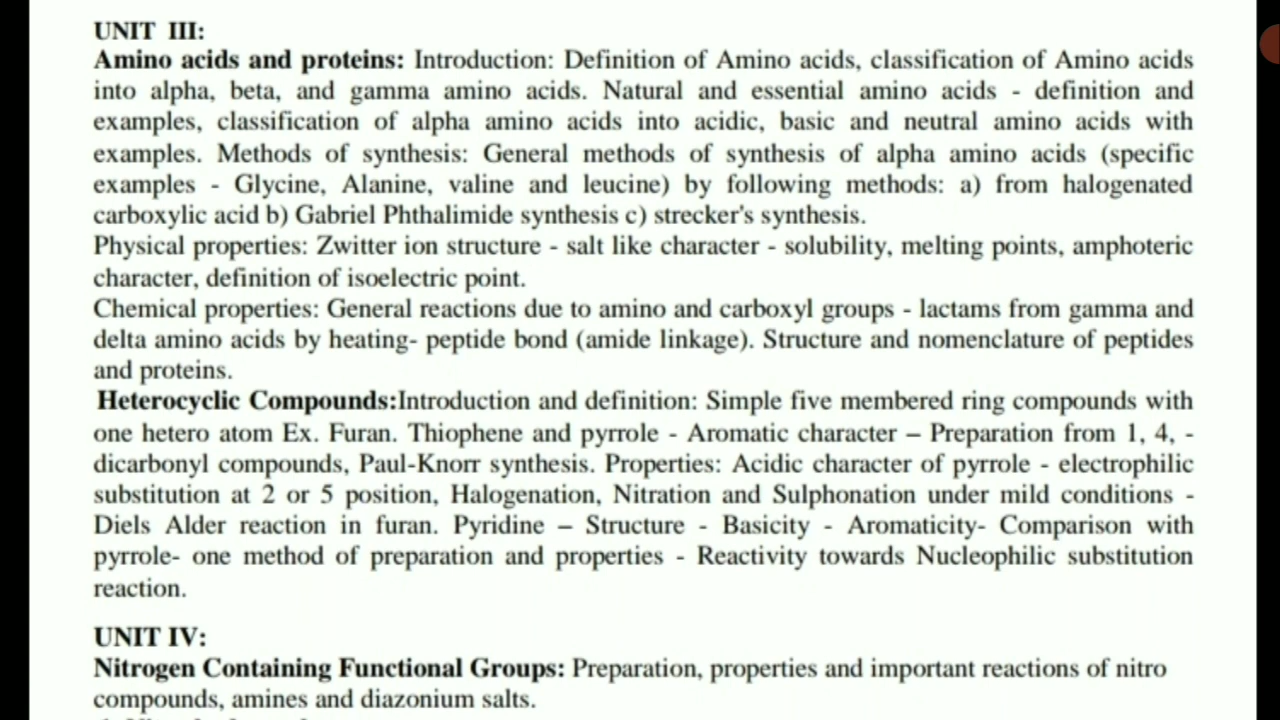 UNIT III:
Amino acids and proteins: Introduction: Definition of Amino acids, classification of Amino acids
into alpha, beta, and gamma amino acids. Natural and essential amino acids - definition and
examples, classification of alpha amino acids into acidic, basic and neutral amino acids with
examples. Methods of synthesis: General methods of synthesis of alpha amino acids (specific
examples - Glycine, Alanine, valine and leucine) by following methods: a) from halogenated
carboxylic acid b) Gabriel Phthalimide synthesis c) strecker's synthesis.
Physical properties: Zwitter ion structure - salt like character - solubility, melting points, amphoteric
character, definition of isoelectric point.
Chemical properties: General reactions due to amino and carboxyl groups - lactams from gamma and
delta amino acids by heating- peptide bond (amide linkage). Structure and nomenclature of peptides
and proteins.
Heterocyclic Compounds:Introduction and definition: Simple five membered ring compounds with
one hetero atom Ex. Furan. Thiophene and pyrrole - Aromatic character – Preparation from 1, 4, -
dicarbonyl compounds, Paul-Knorr synthesis. Properties: Acidic character of pyrrole - electrophilic
substitution at 2 or 5 position, Halogenation, Nitration and Sulphonation under mild conditions -
Diels Alder reaction in furan. Pyridine – Structure - Basicity - Aromaticity- Comparison with
pyrrole- one method of preparation and properties - Reactivity towards Nucleophilic substitution
reaction.
UNIT IV:
Nitrogen Containing Functional Groups: Preparation, properties and important reactions of nitro
compounds, amines and diazonium salts.